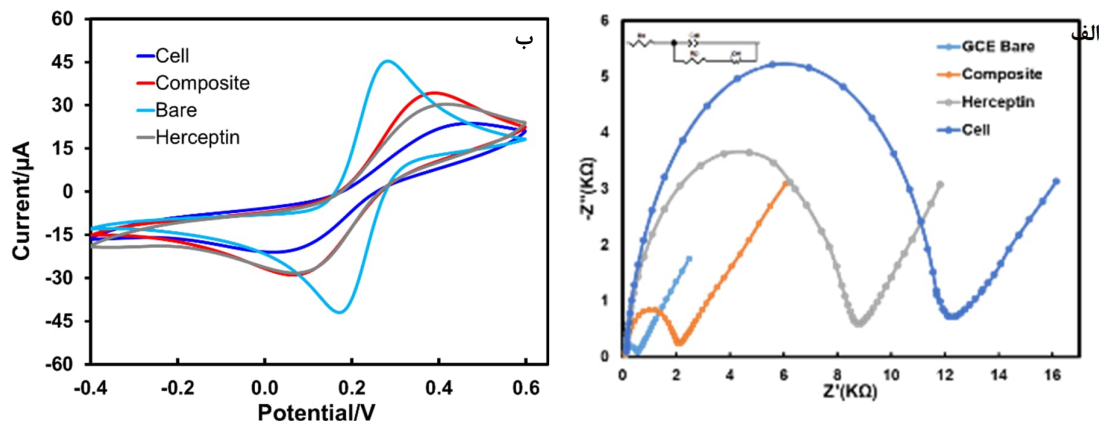 ب
60
45
30
15
0
-15
-30
-45
-60
Current/µA
Cell
Composite
Bare
Herceptin
-0.4 -0.2 0.0 0.2 0.4 0.6
Potential/V
الف
6
5
4
3
2
1
0
-Z"(KΩ)
GCE Bare
Composite
Herceptin
Cell
0 2 4 6 8 10 12 14 16
Z'(KΩ)